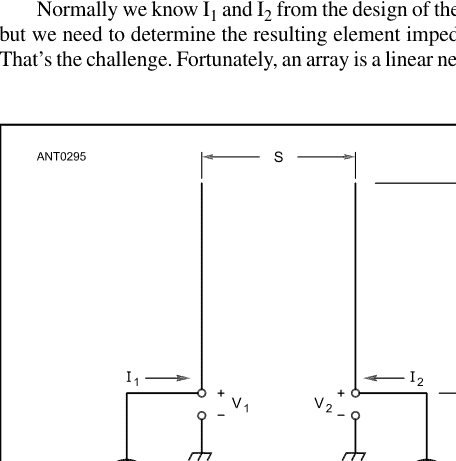 Normally we know I1 and I2 from the design of the
but we need to determine the resulting element imped
That's the challenge. Fortunately, an array is a linear ne
ANT0295
S
I1
I2
+
V1
−
+
V2
−